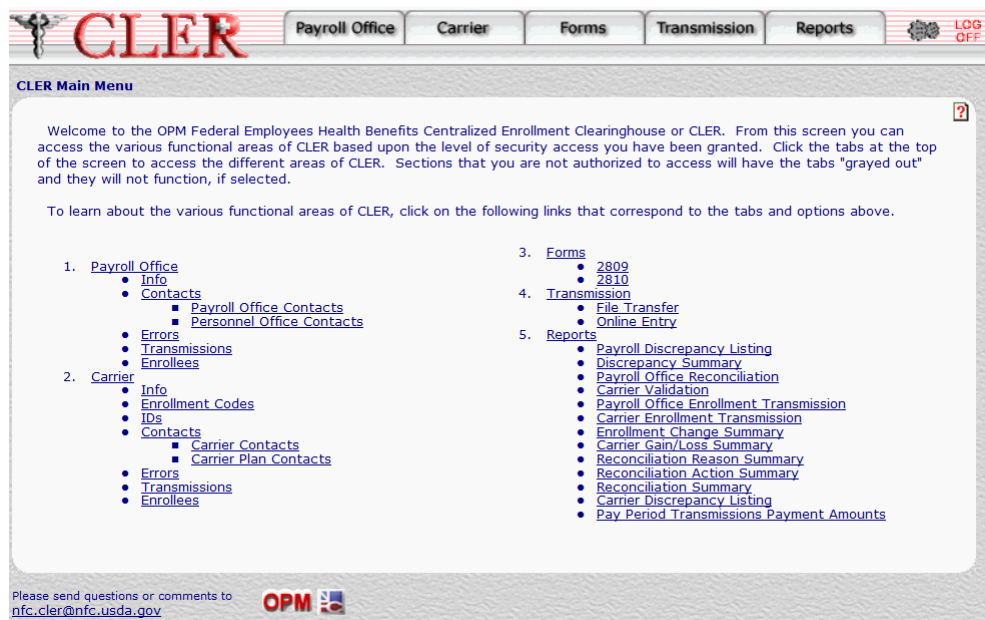 CLER
Payroll Office
Carrier
Forms
Transmission
Reports
LOG
OFF
CLER Main Menu
?
Welcome to the OPM Federal Employees Health Benefits Centralized Enrollment Clearinghouse or CLER. From this screen you can
access the various functional areas of CLER based upon the level of security access you have been granted. Click the tabs at the top
of the screen to access the different areas of CLER. Sections that you are not authorized to access will have the tabs "grayed out"
and they will not function, if selected.
To learn about the various functional areas of CLER, click on the following links that correspond to the tabs and options above.
1. Payroll Office
• Info
• Contacts
▪ Payroll Office Contacts
▪ Personnel Office Contacts
• Errors
• Transmissions
• Enrollees
2. Carrier
• Info
• Enrollment Codes
• IDs
• Contacts
▪ Carrier Contacts
▪ Carrier Plan Contacts
• Errors
• Transmissions
• Enrollees
3. Forms
• 2809
• 2810
4. Transmission
• File Transfer
• Online Entry
5. Reports
• Payroll Discrepancy Listing
• Discrepancy Summary
• Payroll Office Reconciliation
• Carrier Validation
• Payroll Office Enrollment Transmission
• Carrier Enrollment Transmission
• Enrollment Change Summary
• Carrier Gain/Loss Summary
• Reconciliation Reason Summary
• Reconciliation Action Summary
• Reconciliation Summary
• Carrier Discrepancy Listing
• Pay Period Transmissions Payment Amounts
Please send questions or comments to
nfc.cler@nfc.usda.gov
OPM